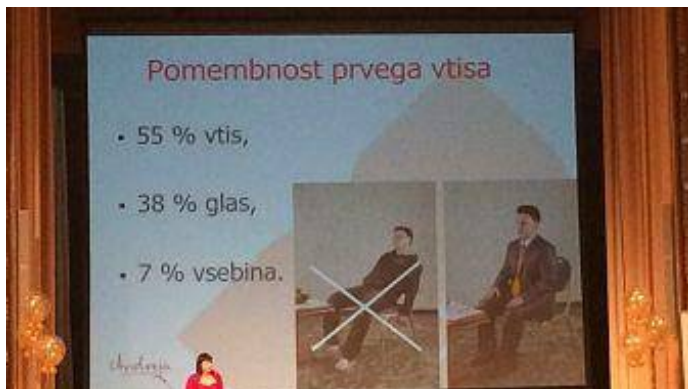 Pomembnost prvega vtisa
• 55 % vtis,
• 38 % glas,
• 7 % vsebina.